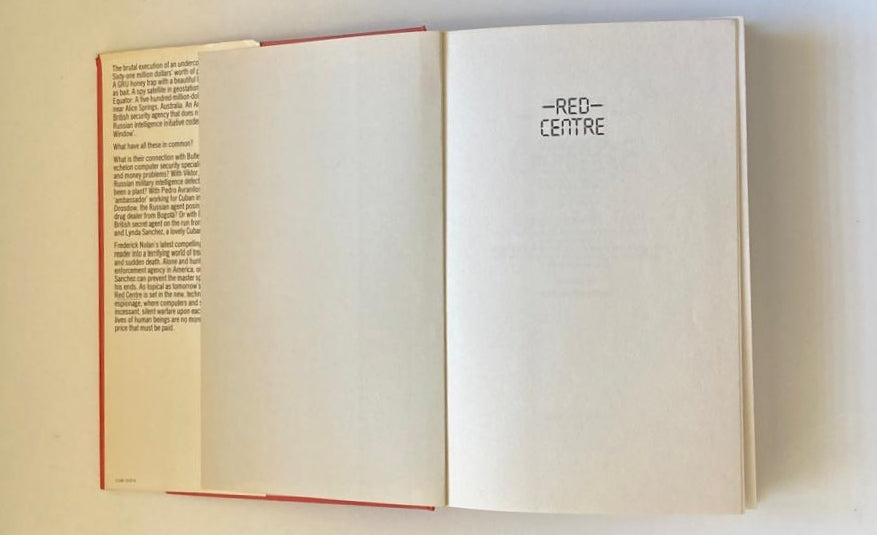 The brutal execution of an underco
Sixty-one million dollars' worth of
A GRU honey trap with a beautiful
as bait. A spy satellite in geostation
Equator. A five hundred-million-dol
near Alice Springs, Australia. An A
British security agency that does n
Russian intelligence initiative code
Window'.
What have all these in common?
What is their connection with
echelon computer security speciali
and money problems? With Viktor,
Russian military intelligence defect
been a plant? With Pedro
'ambassador' working for Cuban in
Drosdow, the Russian agent posin
drug dealer from Bogota? Or with
British secret agent on the run from
and Lynda Sanchez, a lovely Cuba
Frederick Nolan's latest compelling
reader into a terrifying world of
and sudden death. Alone and hunt
enforcement agency in America,
Sanchez can prevent the master sp
his ends. As topical as tomorrow's
Red Centre is set in the new, techn
espionage, where computers and s
incessant, silent warfare upon eac
lives of human beings are no more
price that must be paid.
—RED—
CENTRE